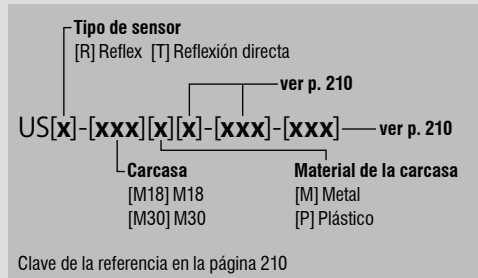 Tipo de sensor
[R] Reflex [T] Reflexión directa
ver p. 210
US[x]-[xxx][x][x]-[xxx]-[xxx] ver p. 210
Carcasa
[M18] M18
[M30] M30
Material de la carcasa
[M] Metal
[P] Plástico
Clave de la referencia en la página 210